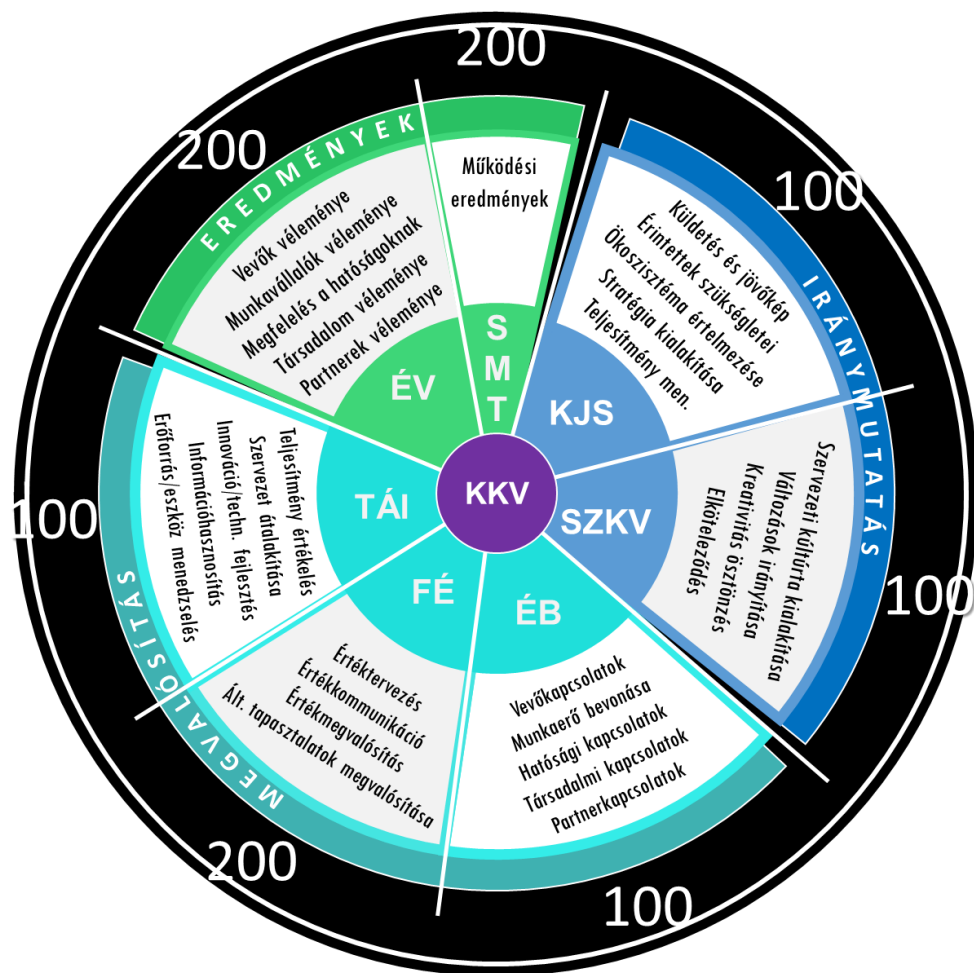 200
Működési
eredmények
S
M
T
100
IRÁNYMUTATÁS
Küldetés és jövőkép
Érintettek szükségletei
Ökoszisztéma értelmezése
Stratégia kialakítása
Teljesítmény men.
KJS
100
Szervezeti kúltúrta kialakítása
Változások irányítása
Kreativitás ösztönzés
Elköteleződés
SZKV
100
ÉB
Vevőkapcsolatok
Munkaerő bevonása
Hatósági kapcsolatok
Társadalmi kapcsolatok
Partnerkapcsolatok
200
FÉ
Értéktervezés
Értékkommunikáció
Értékmegvalósítás
Ált. tapasztalatok megvalósítása
MEGVALÓSÍTÁS
100
TÁI
Teljesítmény értékelés
Szervezet átalakítása
Innováció/techn. fejlesztés
Információhasznosítás
Erőforrás/eszköz menedzselés
200
EREDMÉNYEK
Vevők véleménye
Munkavállalók véleménye
Megfelelés a hatóságoknak
Társadalom véleménye
Partnerek véleménye
ÉV
KKV